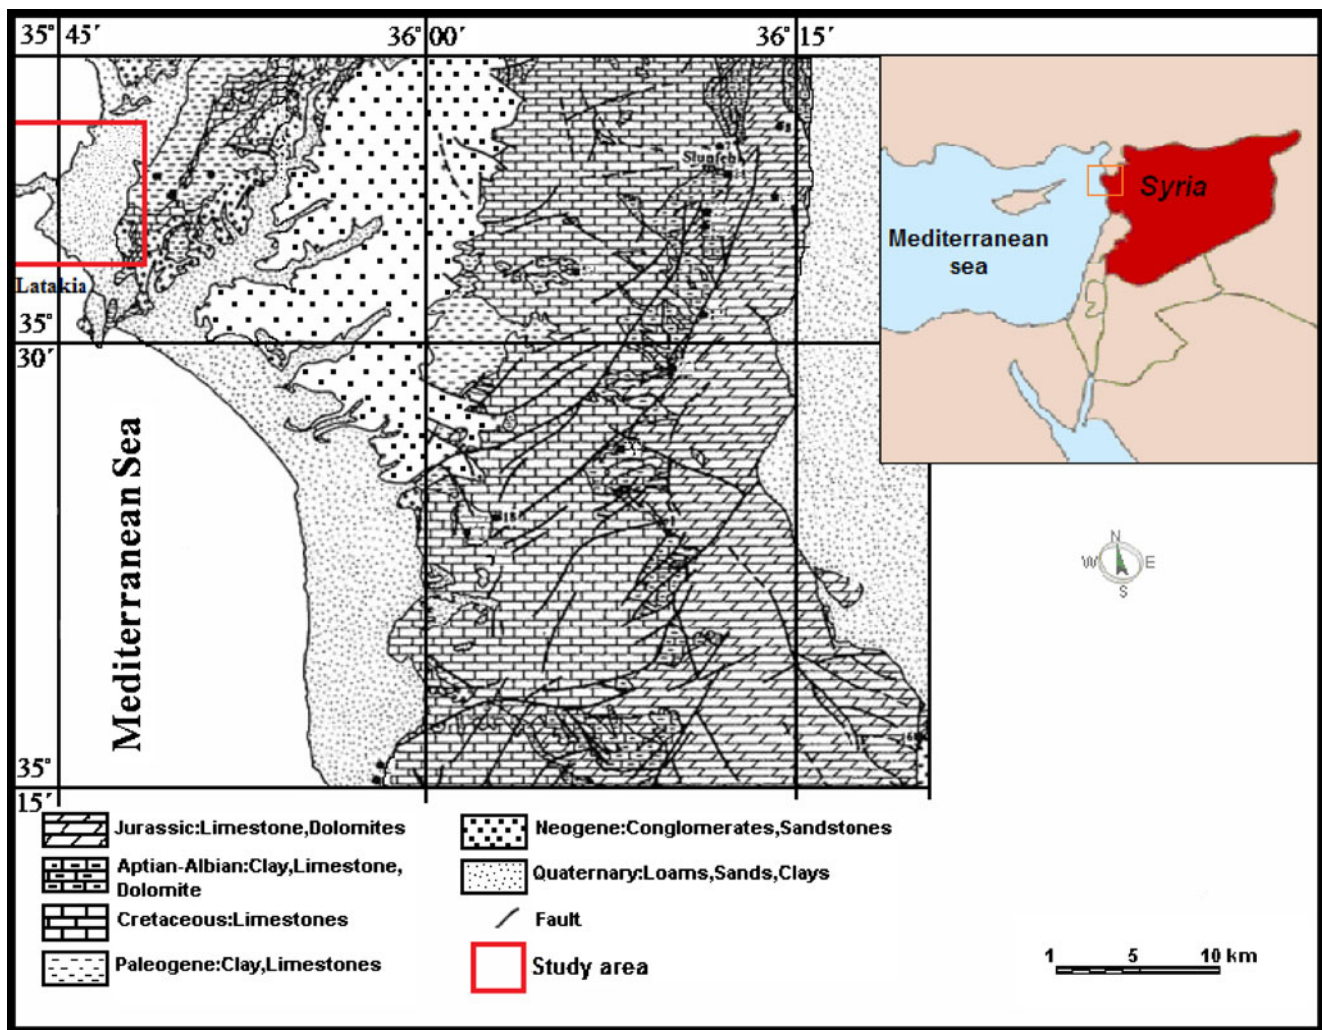 35° 45′ 36° 00′ 36° 15′
Slunfeh
Syria
Mediterranean
sea
Latakia
35°
30′
Mediterranean Sea
N
W E
S
35°
15′
Jurassic:Limestone,Dolomites
Aptian-Albian:Clay,Limestone,
Dolomite
Cretaceous:Limestones
Paleogene:Clay,Limestones
Neogene:Conglomerates,Sandstones
Quaternary:Loams,Sands,Clays
Fault
Study area
1 5 10 km